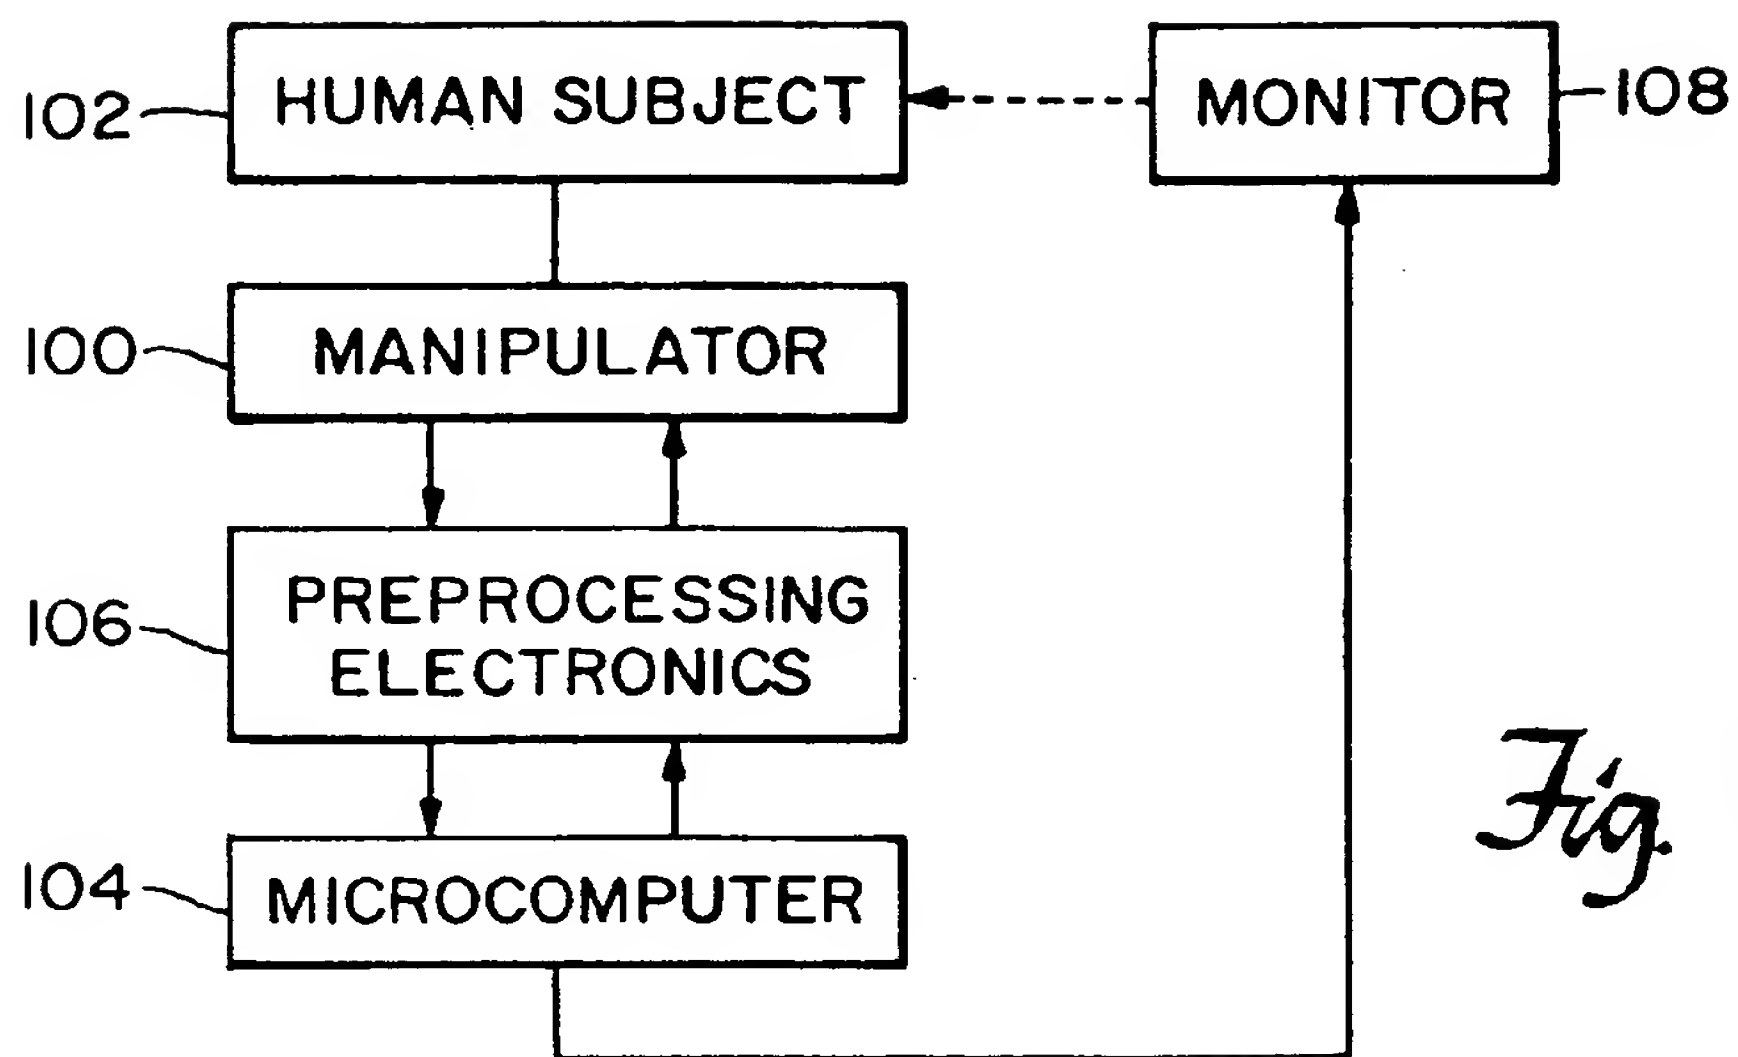 102
HUMAN SUBJECT
MONITOR
108
100
MANIPULATOR
106
PREPROCESSING
ELECTRONICS
104
MICROCOMPUTER
Fig.